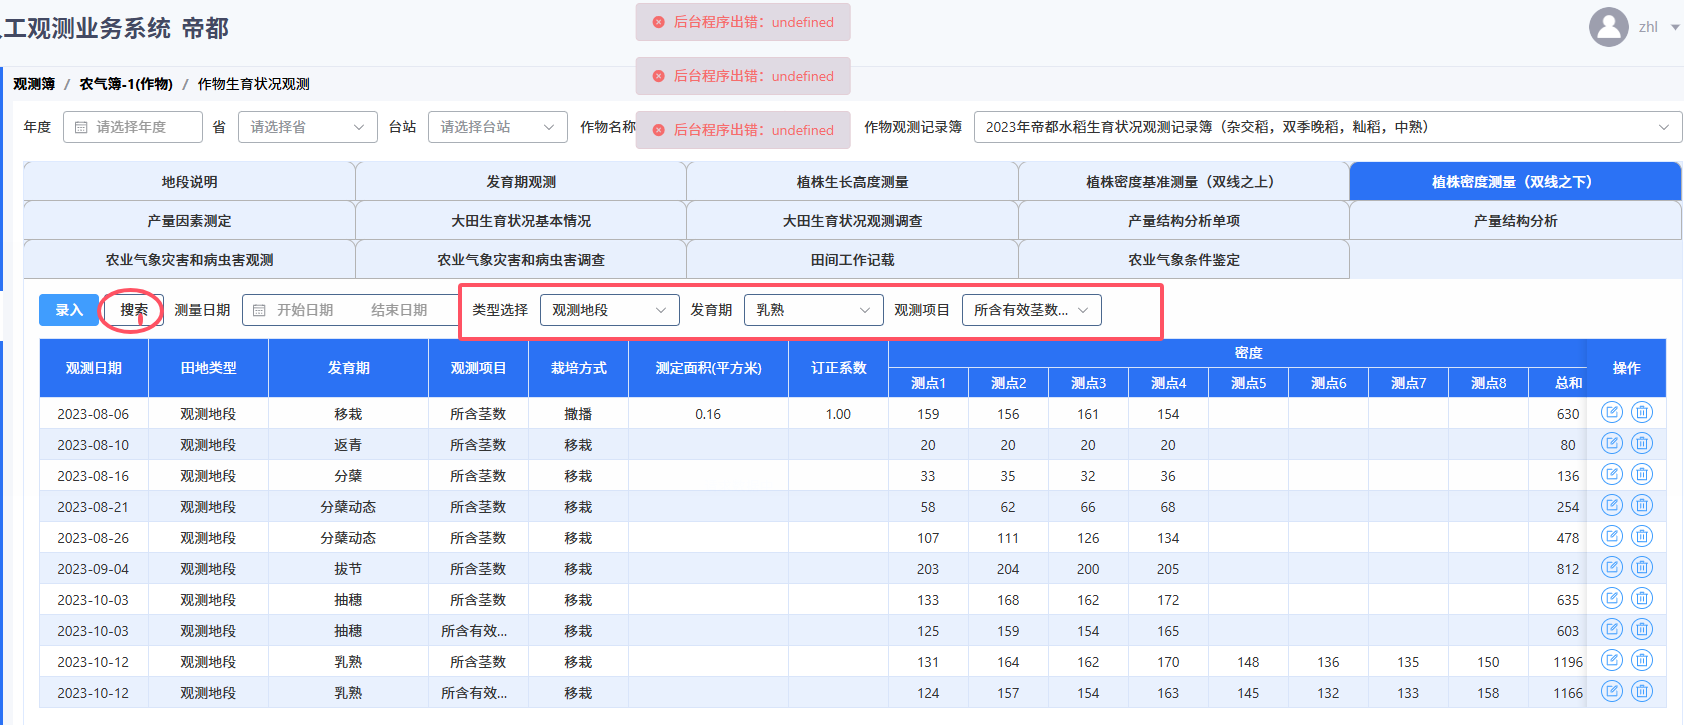 工观测业务系统 帝都
后台程序出错：undefined
zhl
后台程序出错：undefined
观测簿 / 农气簿-1(作物) / 作物生育状况观测
年度 请选择年度 省 请选择省 台站 请选择台站 作物名称 后台程序出错：undefined 作物观测记录簿 2023年帝都水稻生育状况观测记录簿（杂交稻，双季晚稻，籼稻，中熟）
地段说明 发育期观测 植株生长高度测量 植株密度基准测量（双线之上） 植株密度测量（双线之下）
产量因素测定 大田生育状况基本情况 大田生育状况观测调查 产量结构分析单项 产量结构分析
农业气象灾害和病虫害观测 农业气象灾害和病虫害调查 田间工作记载 农业气象条件鉴定
录入 搜索 测量日期 开始日期 结束日期 类型选择 观测地段 发育期 乳熟 观测项目 所含有效茎数...
观测日期 田地类型 发育期 观测项目 栽培方式 测定面积(平方米) 订正系数 密度 操作
测点1 测点2 测点3 测点4 测点5 测点6 测点7 测点8 总和
2023-08-06 观测地段 移栽 所含茎数 撒播 0.16 1.00 159 156 161 154 630
2023-08-10 观测地段 返青 所含茎数 移栽 20 20 20 20 80
2023-08-16 观测地段 分蘖 所含茎数 移栽 33 35 32 36 136
2023-08-21 观测地段 分蘖动态 所含茎数 移栽 58 62 66 68 254
2023-08-26 观测地段 分蘖动态 所含茎数 移栽 107 111 126 134 478
2023-09-04 观测地段 拔节 所含茎数 移栽 203 204 200 205 812
2023-10-03 观测地段 抽穗 所含茎数 移栽 133 168 162 172 635
2023-10-03 观测地段 抽穗 所含有效... 移栽 125 159 154 165 603
2023-10-12 观测地段 乳熟 所含茎数 移栽 131 164 162 170 148 136 135 150 1196
2023-10-12 观测地段 乳熟 所含有效... 移栽 124 157 154 163 145 132 133 158 1166